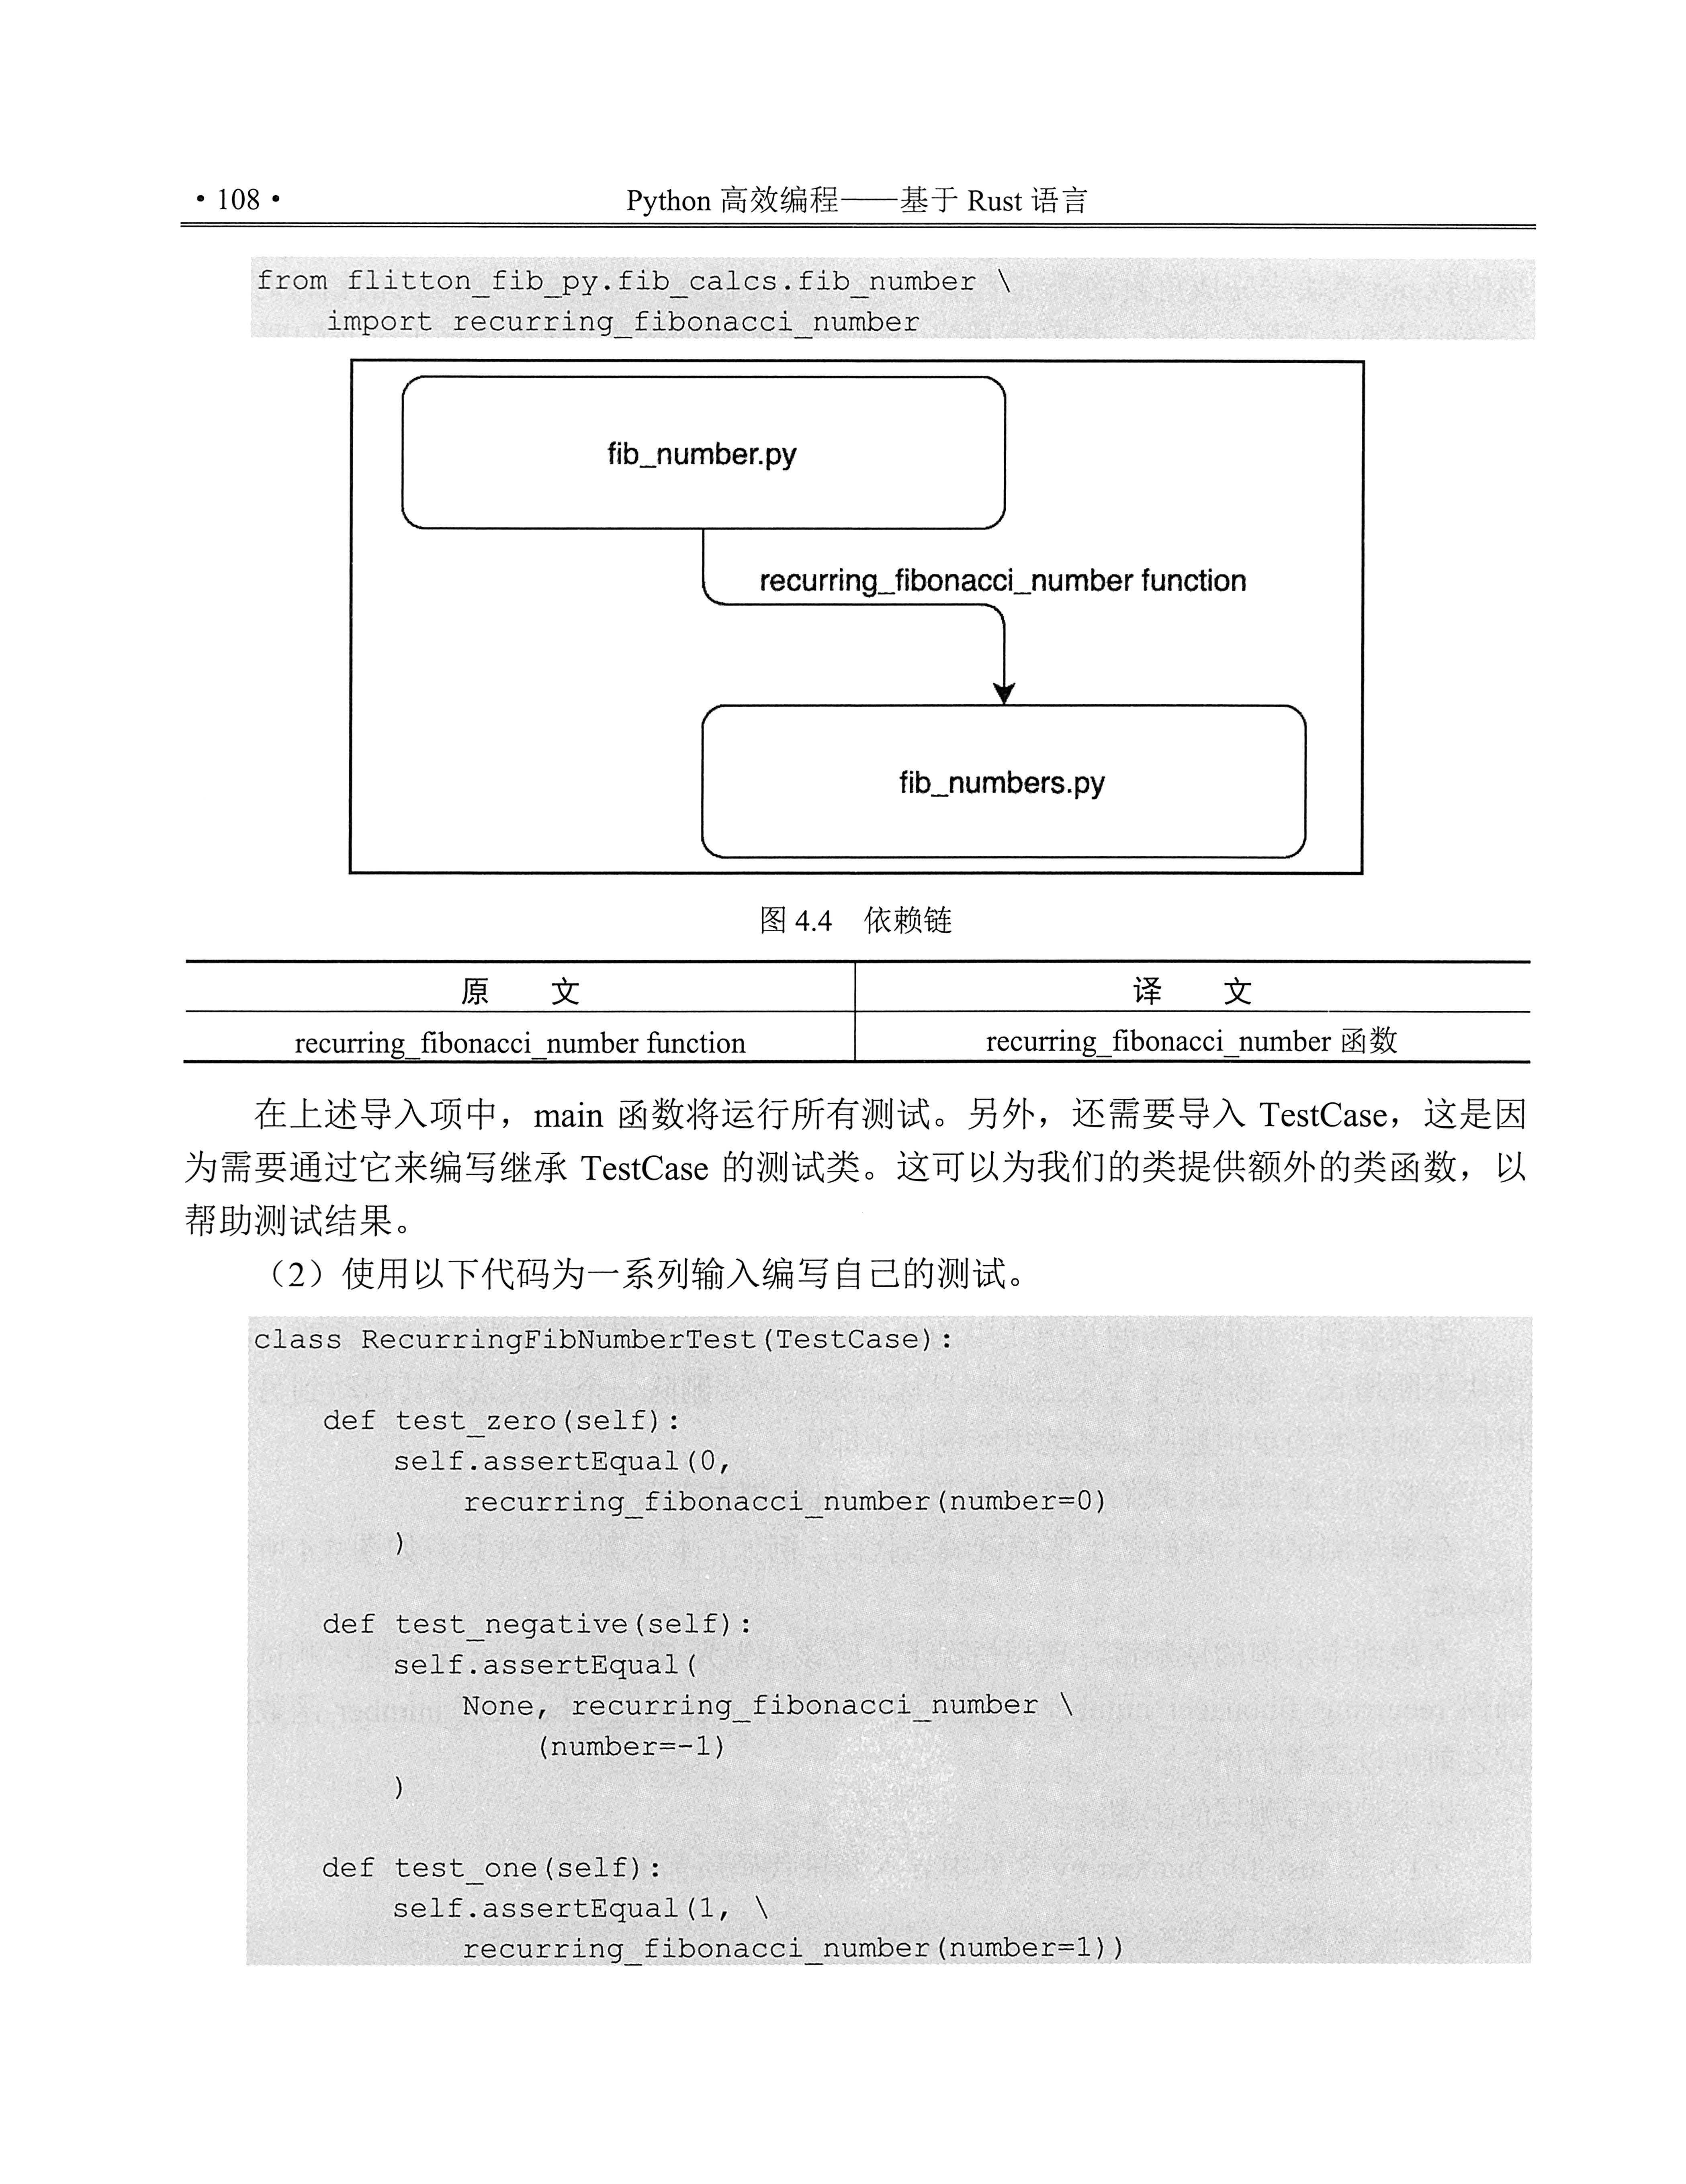 • 108 •
Python 高效编程——基于 Rust 语言
from flitton_fib_py.fib_calcs.fib_number \
    import recurring_fibonacci_number
fib_number.py
recurring_fibonacci_number function
fib_numbers.py
图 4.4 依赖链
原 文 译 文
recurring_fibonacci_number function recurring_fibonacci_number 函数
在上述导入项中，main 函数将运行所有测试。另外，还需要导入 TestCase，这是因
为需要通过它来编写继承 TestCase 的测试类。这可以为我们的类提供额外的类函数，以
帮助测试结果。
（2）使用以下代码为一系列输入编写自己的测试。
class RecurringFibNumberTest(TestCase):
    def test_zero(self):
        self.assertEqual(0,
            recurring_fibonacci_number(number=0)
        )
    def test_negative(self):
        self.assertEqual(
            None, recurring_fibonacci_number \
                (number=-1)
        )
    def test_one(self):
        self.assertEqual(1, \
            recurring_fibonacci_number(number=1))